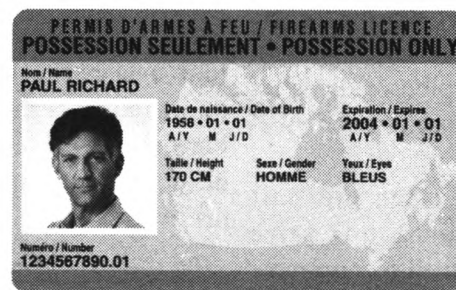 PERMIS D'ARMES À FEU / FIREARMS LICENCE
POSSESSION SEULEMENT • POSSESSION ONLY
Nom / Name
PAUL RICHARD
Date de naissance / Date of Birth
1958 • 01 • 01
A/Y M J/D
Expiration / Expires
2004 • 01 • 01
A/Y M J/D
Taille / Height
170 CM
Sexe / Gender
HOMME
Yeux / Eyes
BLEUS
Numéro / Number
1234567890.01